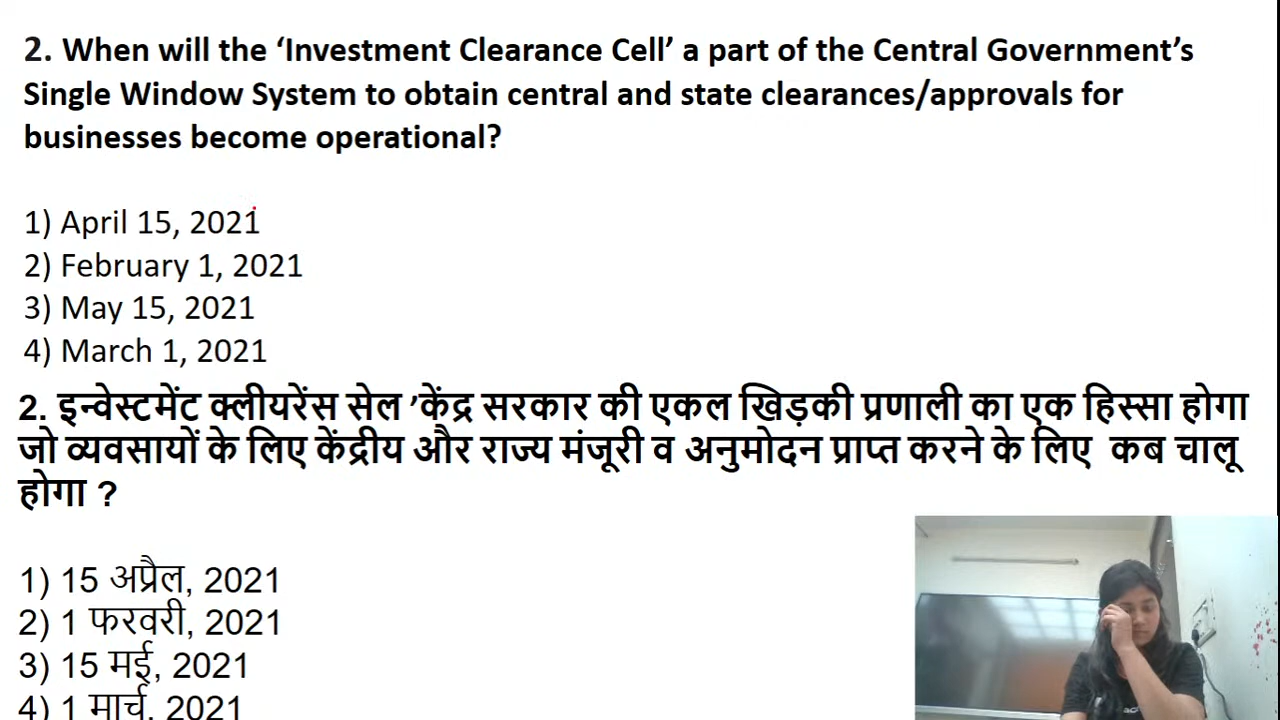 2. When will the ‘Investment Clearance Cell’ a part of the Central Government’s
Single Window System to obtain central and state clearances/approvals for
businesses become operational?
1) April 15, 2021
2) February 1, 2021
3) May 15, 2021
4) March 1, 2021
2. इन्वेस्टमेंट क्लीयरेंस सेल ’केंद्र सरकार की एकल खिड़की प्रणाली का एक हिस्सा होगा
जो व्यवसायों के लिए केंद्रीय और राज्य मंजूरी व अनुमोदन प्राप्त करने के लिए कब चालू
होगा ?
1) 15 अप्रैल, 2021
2) 1 फरवरी, 2021
3) 15 मई, 2021
4) 1 मार्च, 2021